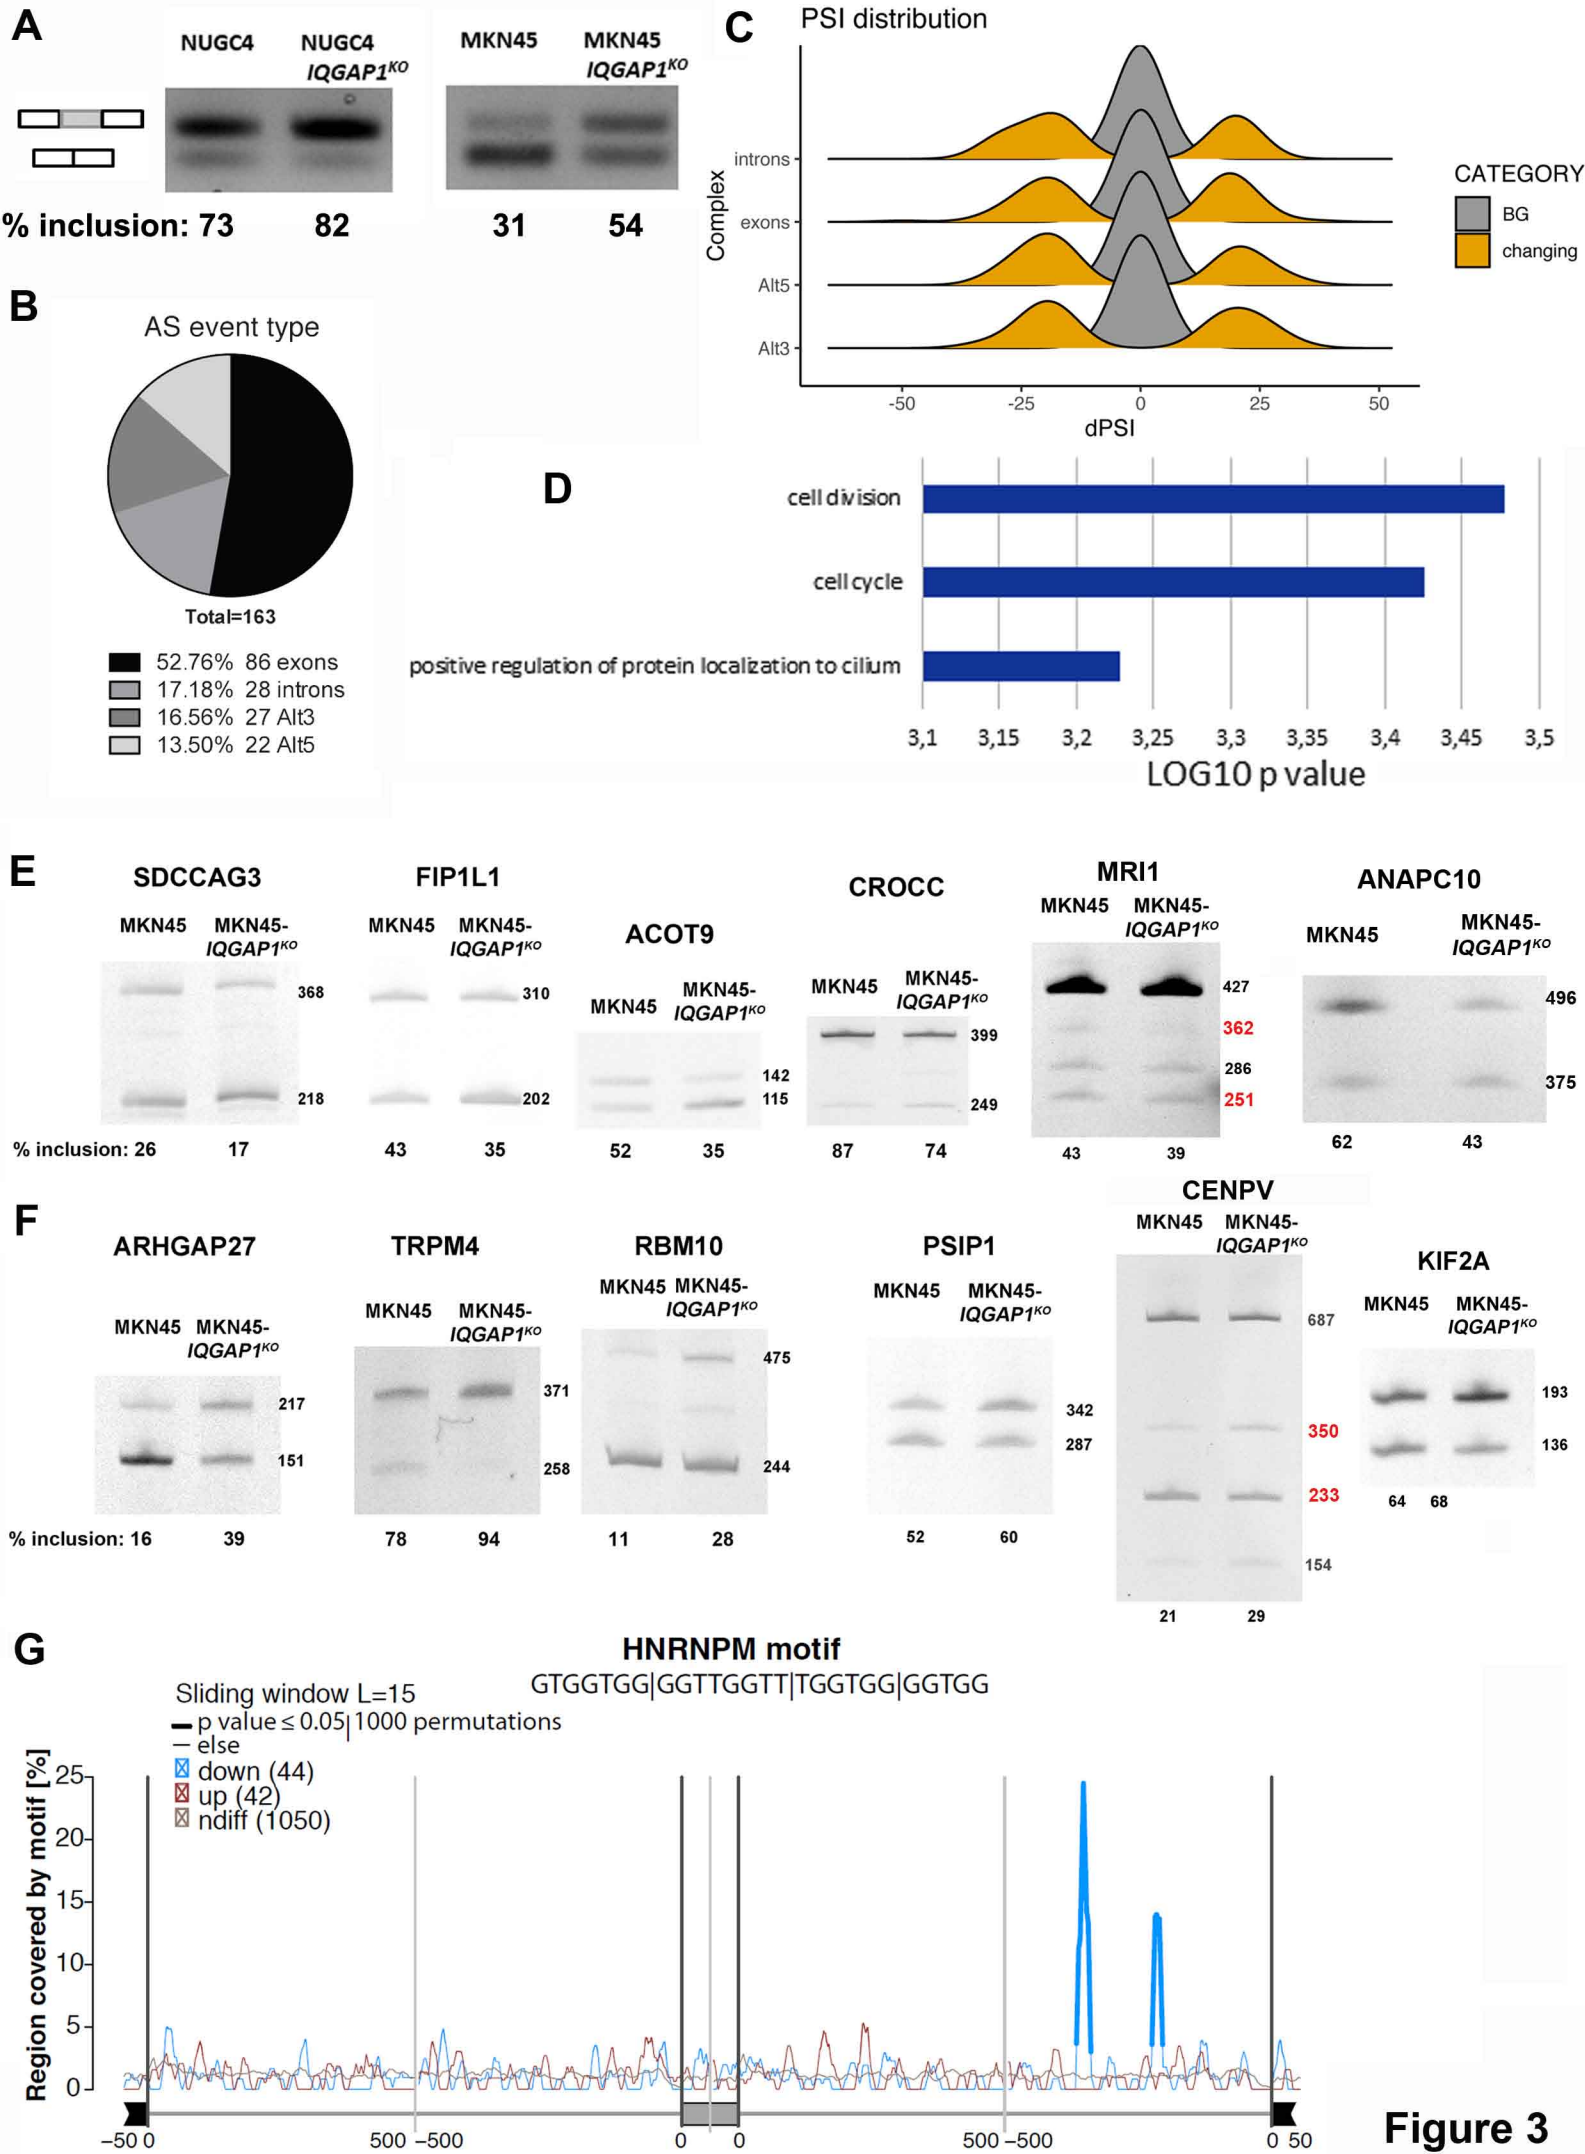 A
NUGC4
NUGC4
IQGAP1KO
MKN45
MKN45
IQGAP1KO
% inclusion: 73 82 31 54
B
AS event type
Total=163
52.76% 86 exons
17.18% 28 introns
16.56% 27 Alt3
13.50% 22 Alt5
C
PSI distribution
Complex
introns
exons
Alt5
Alt3
-50 -25 0 25 50
dPSI
CATEGORY
BG
changing
D
cell division
cell cycle
positive regulation of protein localization to cilium
3,1 3,15 3,2 3,25 3,3 3,35 3,4 3,45 3,5
LOG10 p value
E
SDCCAG3
MKN45 MKN45-
IQGAP1KO
368
218
FIP1L1
MKN45 MKN45-
IQGAP1KO
310
202
ACOT9
MKN45 MKN45-
IQGAP1KO
142
115
CROCC
MKN45 MKN45-
IQGAP1KO
399
249
MRI1
MKN45 MKN45-
IQGAP1KO
427
362
286
251
ANAPC10
MKN45 MKN45-
IQGAP1KO
496
375
% inclusion: 26 17 43 35 52 35 87 74 43 39 62 43
F
ARHGAP27
MKN45 MKN45-
IQGAP1KO
217
151
TRPM4
MKN45 MKN45-
IQGAP1KO
371
258
RBM10
MKN45 MKN45-
IQGAP1KO
475
244
PSIP1
MKN45 MKN45-
IQGAP1KO
342
287
CENPV
MKN45 MKN45-
IQGAP1KO
687
350
233
154
21 29
KIF2A
MKN45 MKN45-
IQGAP1KO
193
136
64 68
% inclusion: 16 39 78 94 11 28 52 60
G
HNRNPM motif
GTGGTGG|GGTTGGTT|TGGTGG|GGTGG
Sliding window L=15
p value ≤ 0.05|1000 permutations
else
down (44)
up (42)
ndiff (1050)
Region covered by motif [%]
25
20
15
10
5
0
−50 0 500 −500 0 0 500 −500 0 50
Figure 3